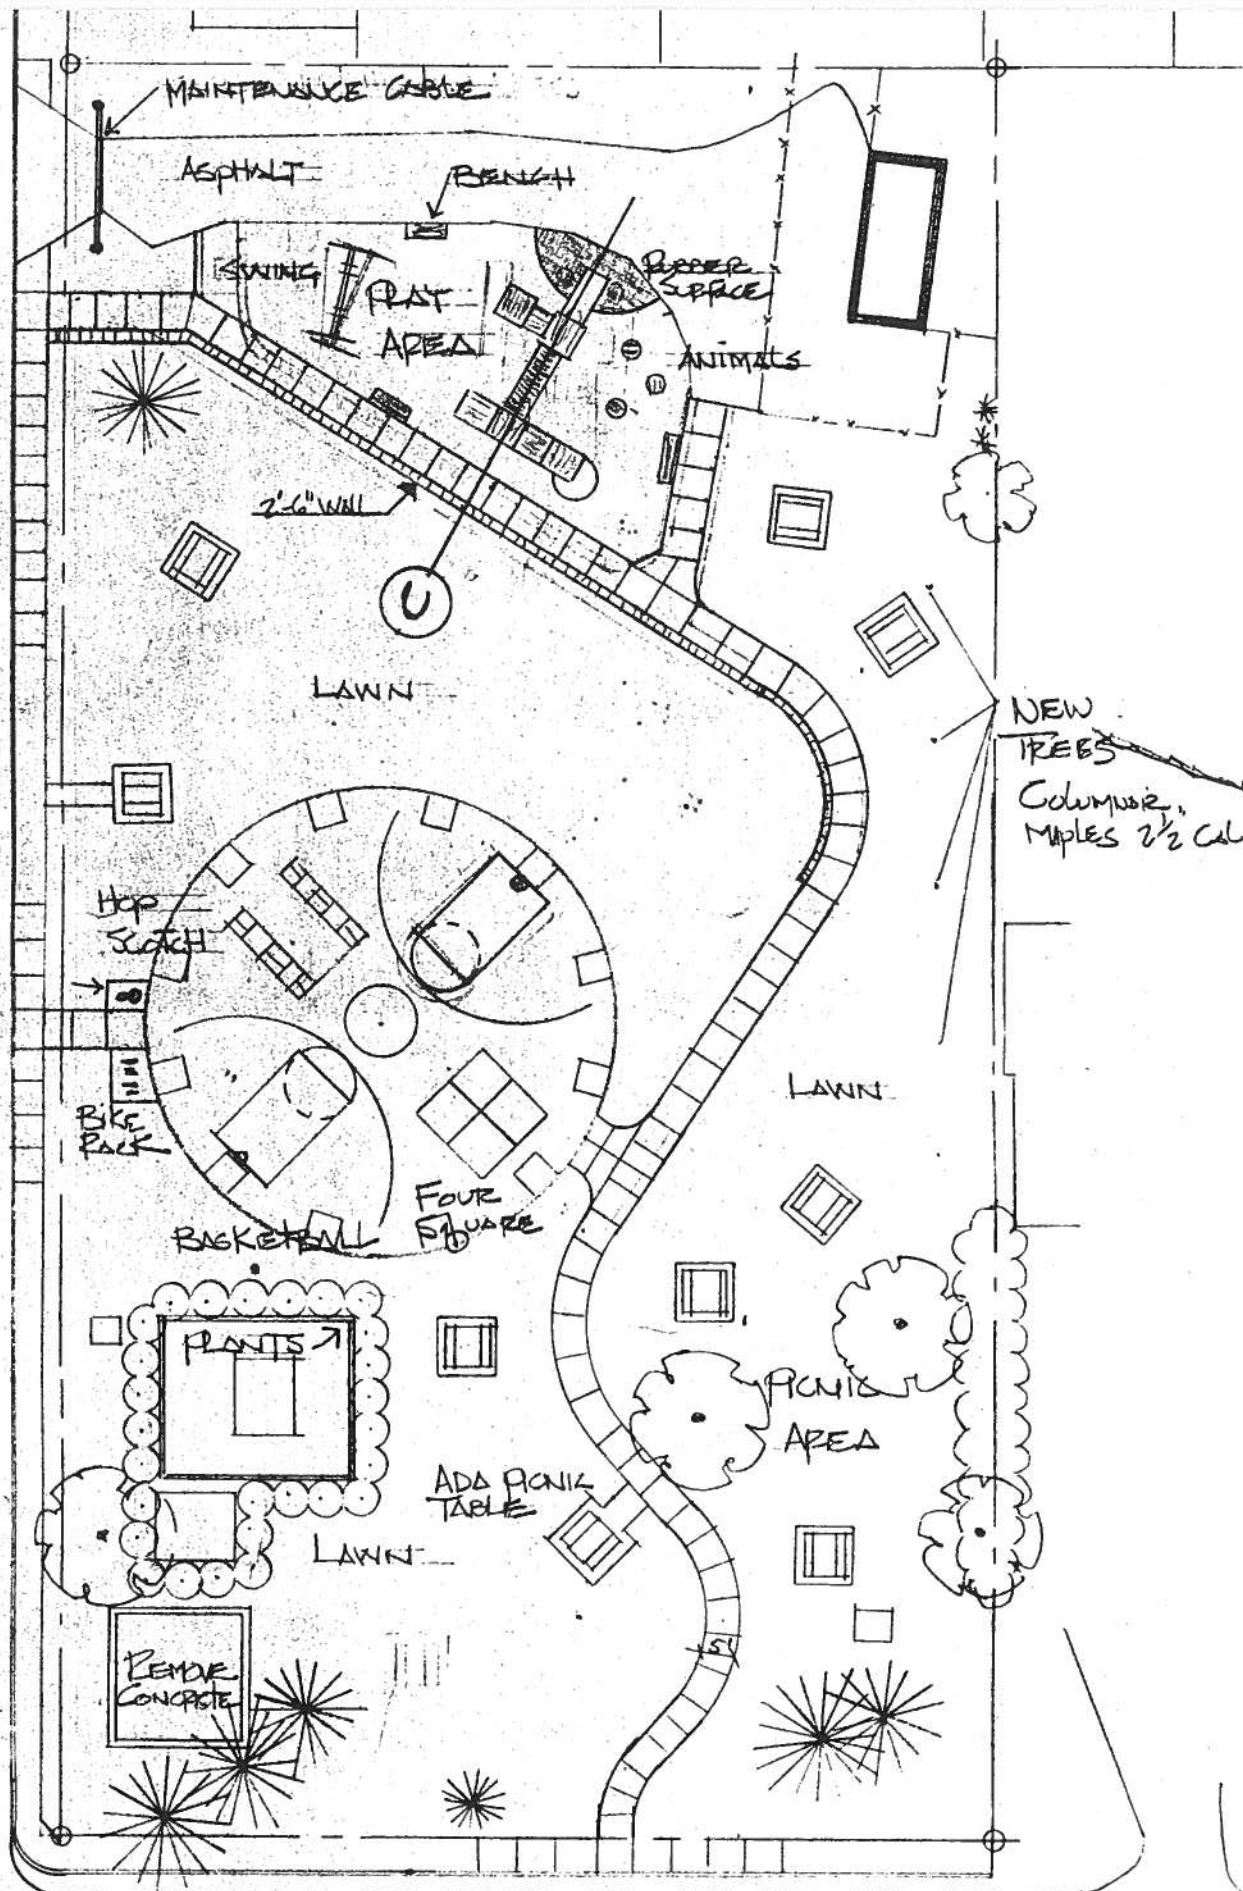 MAINTENANCE CABLE
ASPHALT
BENCH
SWING
PLAY
AREA
RUBBER
SURFACE
ANIMALS
2'-6" WALL
U
LAWN
NEW
TREES
COLUMNAR
MAPLES 2½ CAL
HOP
SCOTCH
BIKE
RACK
LAWN
FOUR
SQUARE
BASKETBALL
PLANTS
PICNIC
AREA
ADA PICNIC
TABLE
LAWN
5'
REMOVE
CONCRETE